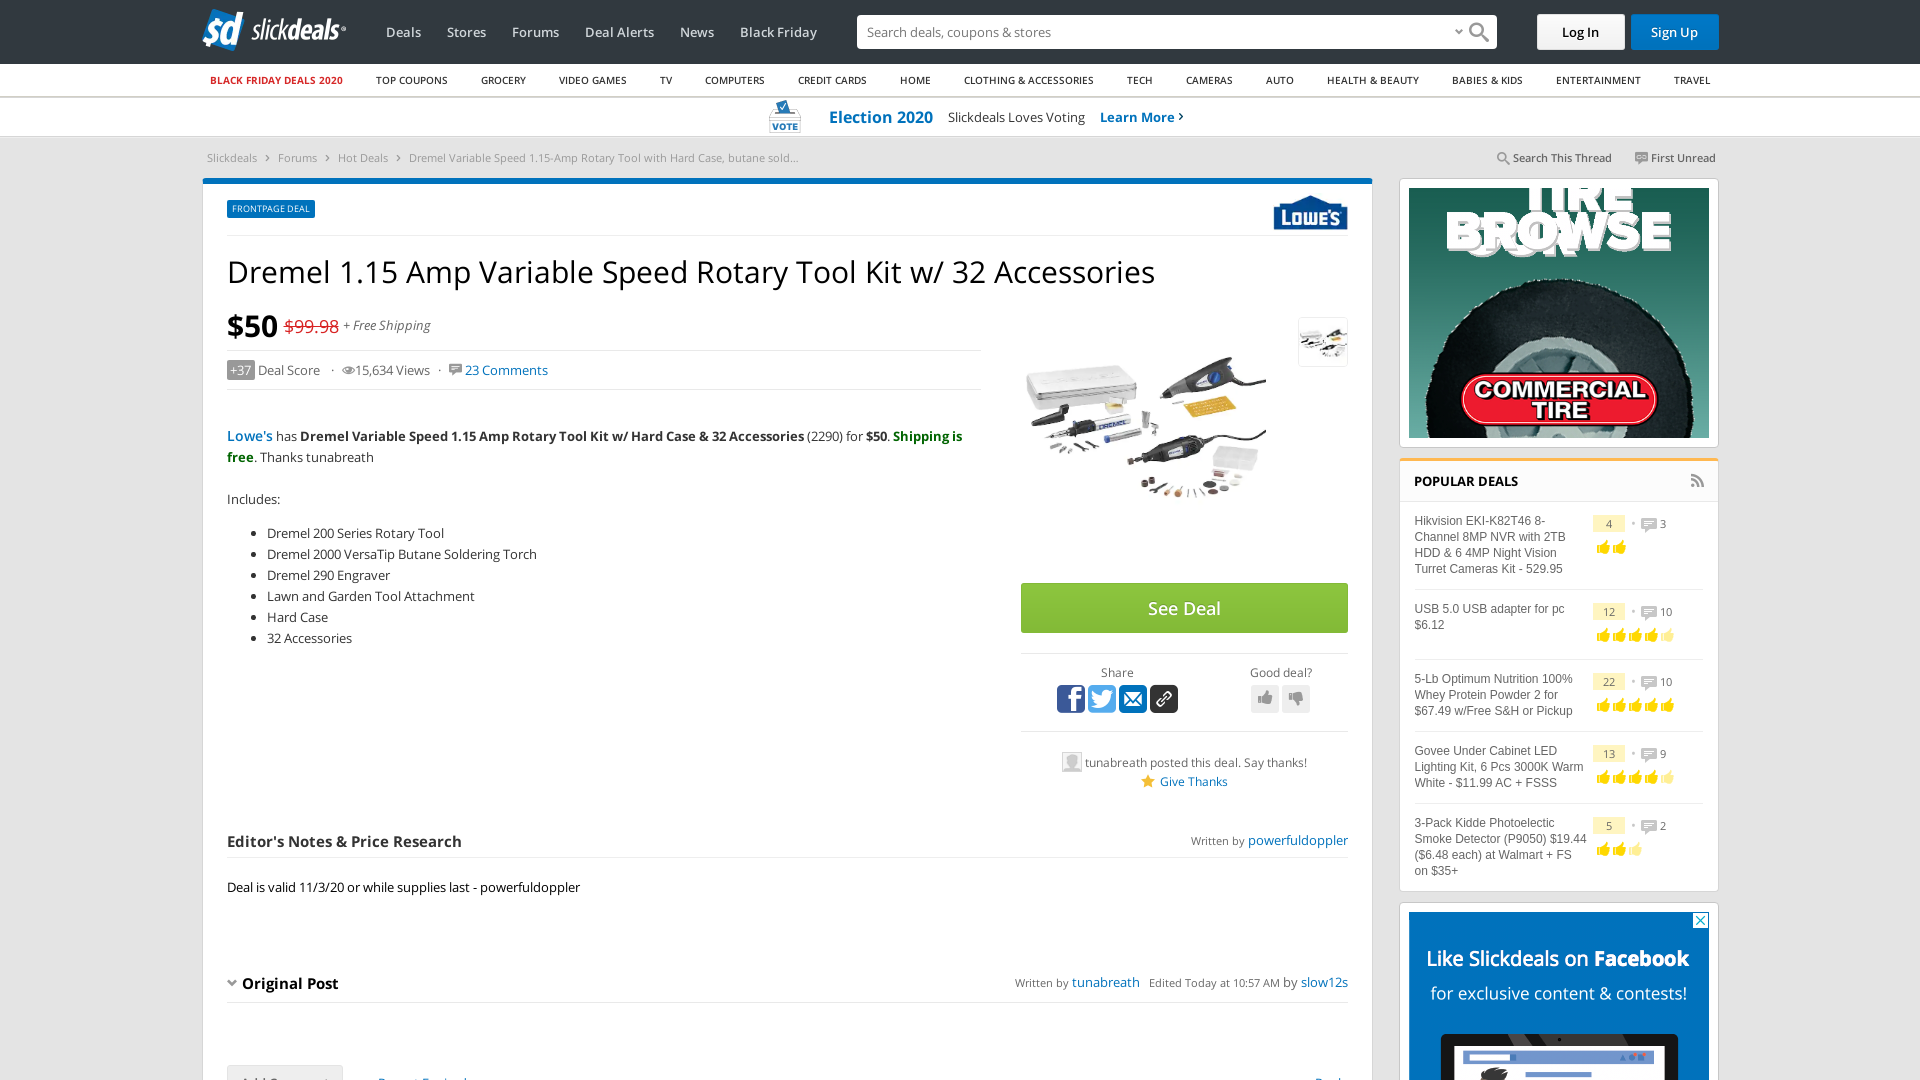 sd slickdeals
Deals Stores Forums Deal Alerts News Black Friday
Search deals, coupons & search
Log In
Sign Up
BLACK FRIDAY DEALS 2020 TOP COUPONS GROCERY VIDEO GAMES TV COMPUTERS CREDIT CARDS HOME CLOTHING & ACCESSORIES TECH CAMERAS AUTO HEALTH & BEAUTY BABIES & KIDS ENTERTAINMENT TRAVEL
VOTE
Election 2020 Slickdeals Loves Voting Learn More
Slickdeals › Forums › Hot Deals › Dremel Variable Speed 1.15-Amp Rotary Tool with Hard Case, butane sold...
Search This Thread First Unread
FRONTPAGE DEAL
LOWE'S
Dremel 1.15 Amp Variable Speed Rotary Tool Kit w/ 32 Accessories
$50 $99.98 + Free Shipping
+37 Deal Score · 15,634 Views · 23 Comments
Lowe's has Dremel Variable Speed 1.15 Amp Rotary Tool Kit w/ Hard Case & 32 Accessories (2290) for $50. Shipping is
free. Thanks tunabreath
Includes:
• Dremel 200 Series Rotary Tool
• Dremel 2000 VersaTip Butane Soldering Torch
• Dremel 290 Engraver
• Lawn and Garden Tool Attachment
• Hard Case
• 32 Accessories
DREMEL
See Deal
Share
Good deal?
tunabreath posted this deal. Say thanks!
Give Thanks
Editor's Notes & Price Research
Written by powerfuldoppler
Deal is valid 11/3/20 or while supplies last - powerfuldoppler
Original Post
Written by tunabreath Edited Today at 10:57 AM by slow12s
TIRE
BROWSE
COMMERCIAL
TIRE
POPULAR DEALS
Hikvision EKI-K82T46 8-
Channel 8MP NVR with 2TB
HDD & 6 4MP Night Vision
Turret Cameras Kit - 529.95
4 • 3
USB 5.0 USB adapter for pc
$6.12
12 • 10
5-Lb Optimum Nutrition 100%
Whey Protein Powder 2 for
$67.49 w/Free S&H or Pickup
22 • 10
Govee Under Cabinet LED
Lighting Kit, 6 Pcs 3000K Warm
White - $11.99 AC + FSSS
13 • 9
3-Pack Kidde Photoelectic
Smoke Detector (P9050) $19.44
($6.48 each) at Walmart + FS
on $35+
5 • 2
Like Slickdeals on Facebook
for exclusive content & contests!